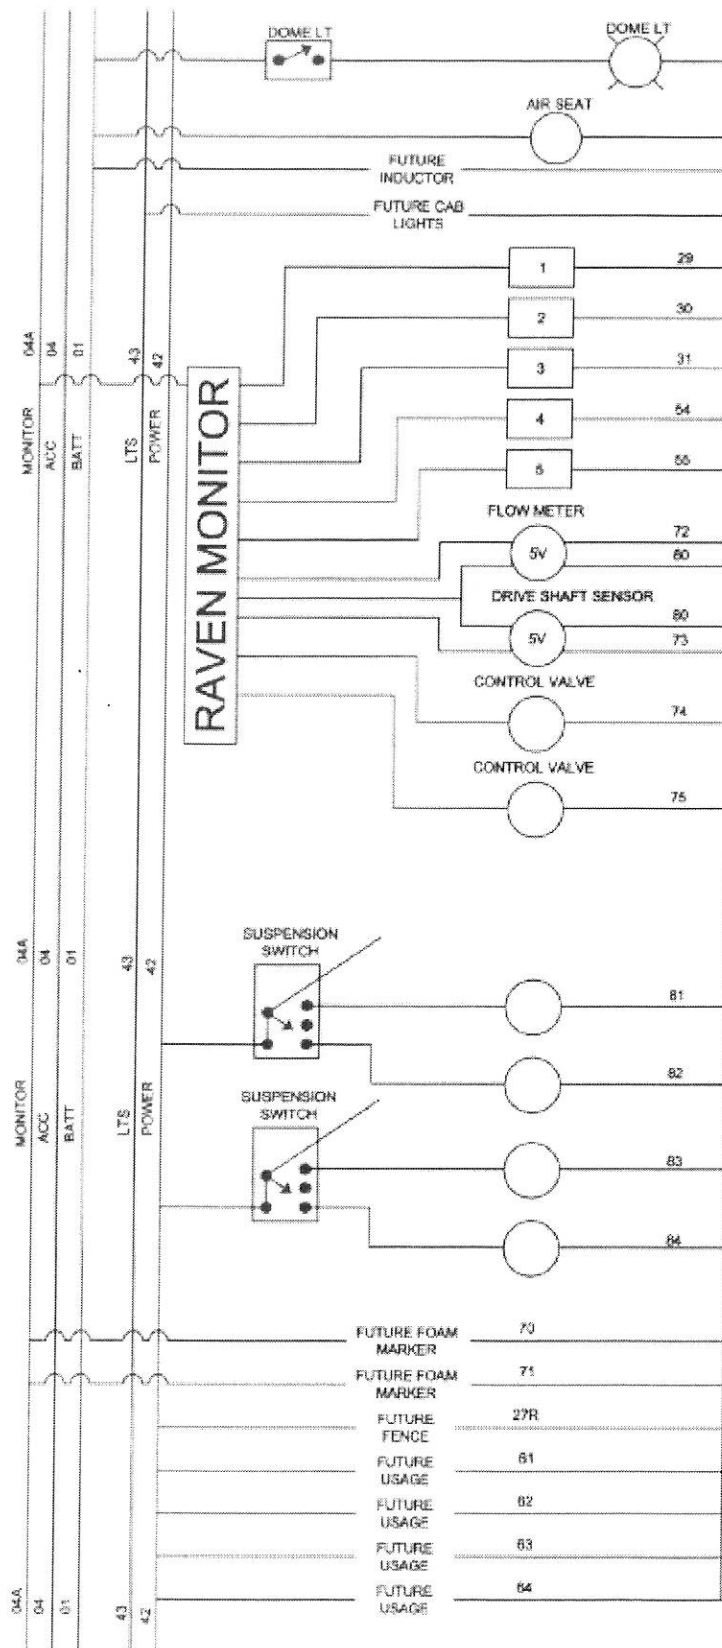 DOME LT
DOME LT
AIR SEAT
FUTURE
INDUCTOR
FUTURE CAB
LIGHTS
1
29
2
30
3
31
4
54
5
55
MONITOR 04A
ACC 04
BATT 01
LTS 43
POWER 42
RAVEN MONITOR
FLOW METER
5V
72
80
DRIVE SHAFT SENSOR
5V
80
73
CONTROL VALVE
74
CONTROL VALVE
75
04A
04
01
43
42
SUSPENSION
SWITCH
81
82
MONITOR
ACC
BATT
LTS
POWER
SUSPENSION
SWITCH
83
84
FUTURE FOAM
MARKER
70
FUTURE FOAM
MARKER
71
FUTURE
FENCE
27R
FUTURE
USAGE
61
FUTURE
USAGE
62
FUTURE
USAGE
63
FUTURE
USAGE
64
04A
04
01
43
42